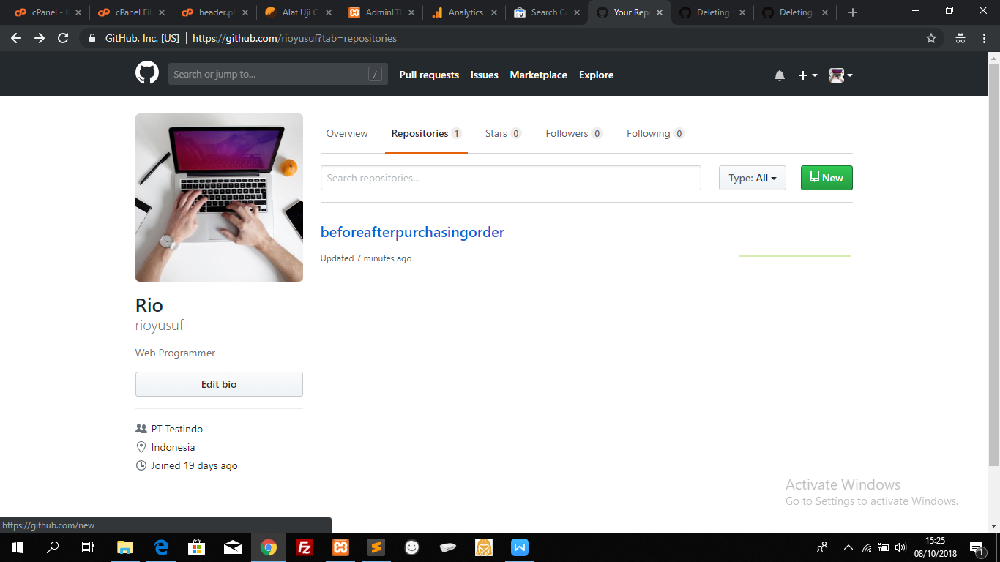 cPanel - M
cPanel Fil
header.p
Alat Uji G
AdminLT
Analytics
Search C
Your Rep
Deleting
Deleting
GitHub, Inc. [US]
https://github.com/rioyusuf?tab=repositories
Search or jump to...
/
Pull requests
Issues
Marketplace
Explore
Overview
Repositories 1
Stars 0
Followers 0
Following 0
Search repositories...
Type: All
New
beforeafterpurchasingorder
Updated 7 minutes ago
Rio
rioyusuf
Web Programmer
Edit bio
PT Testindo
Indonesia
Joined 19 days ago
Activate Windows
Go to Settings to activate Windows.
https://github.com/new
15:25
08/10/2018
1